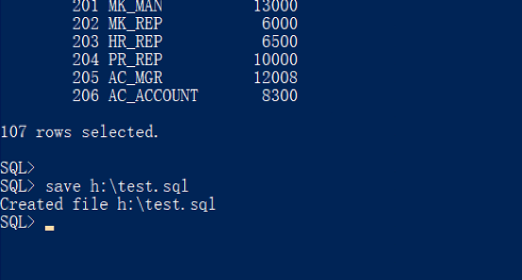 201 MK_MAN 13000
202 MK_REP 6000
203 HR_REP 6500
204 PR_REP 10000
205 AC_MGR 12008
206 AC_ACCOUNT 8300
107 rows selected.
SQL>
SQL> save h:\test.sql
Created file h:\test.sql
SQL>